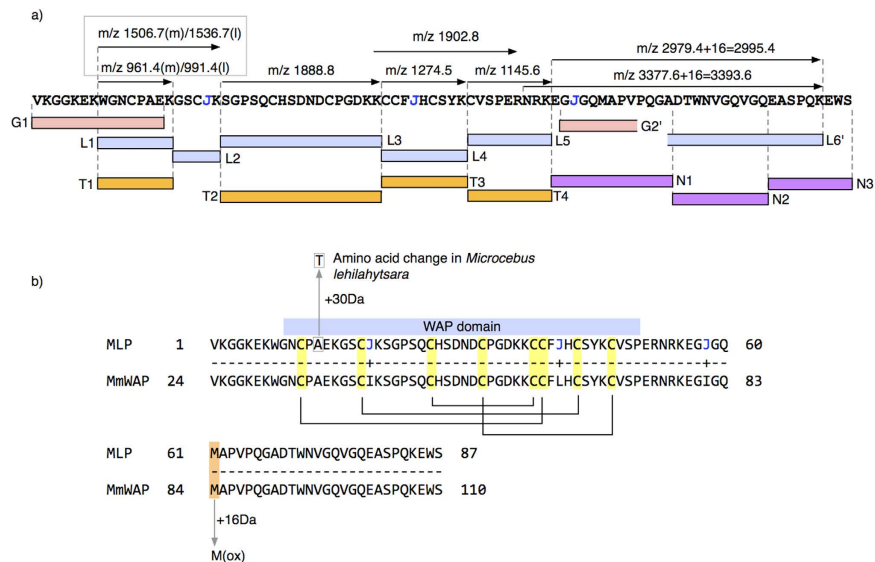 a)
m/z 1506.7(m)/1536.7(l)
m/z 1902.8
m/z 2979.4+16=2995.4
m/z 961.4(m)/991.4(l)
m/z 1888.8
m/z 1274.5
m/z 1145.6
m/z 3377.6+16=3393.6
VKGGKEKWGNCPAEKGSCJKSGPSQCHSDNDCPGDKKCCFJHCSYKCVSPERNRKEGJGQMAPVPQGADTWNVGQVGQEASPQKEWS
G1
G2'
L1
L3
L5
L6'
L2
L4
T1
T3
N1
N3
T2
T4
N2
b)
T Amino acid change in Microcebus
lehilahytsara
+30Da
WAP domain
MLP 1 VKGGKEKWGNCPAEKGSCJKSGPSQCHSDNDCPGDKKCCFJHCSYKCVSPERNRKEGJGQ 60
------------------+--------------------+----------------+--
MmWAP 24 VKGGKEKWGNCPAEKGSCIKSGPSQCHSDNDCPGDKKCCFLHCSYKCVSPERNRKEGIGQ 83
MLP 61 MAPVPQGADTWNVGQVGQEASPQKEWS 87
---------------------------
MmWAP 84 MAPVPQGADTWNVGQVGQEASPQKEWS 110
+16Da
M(ox)